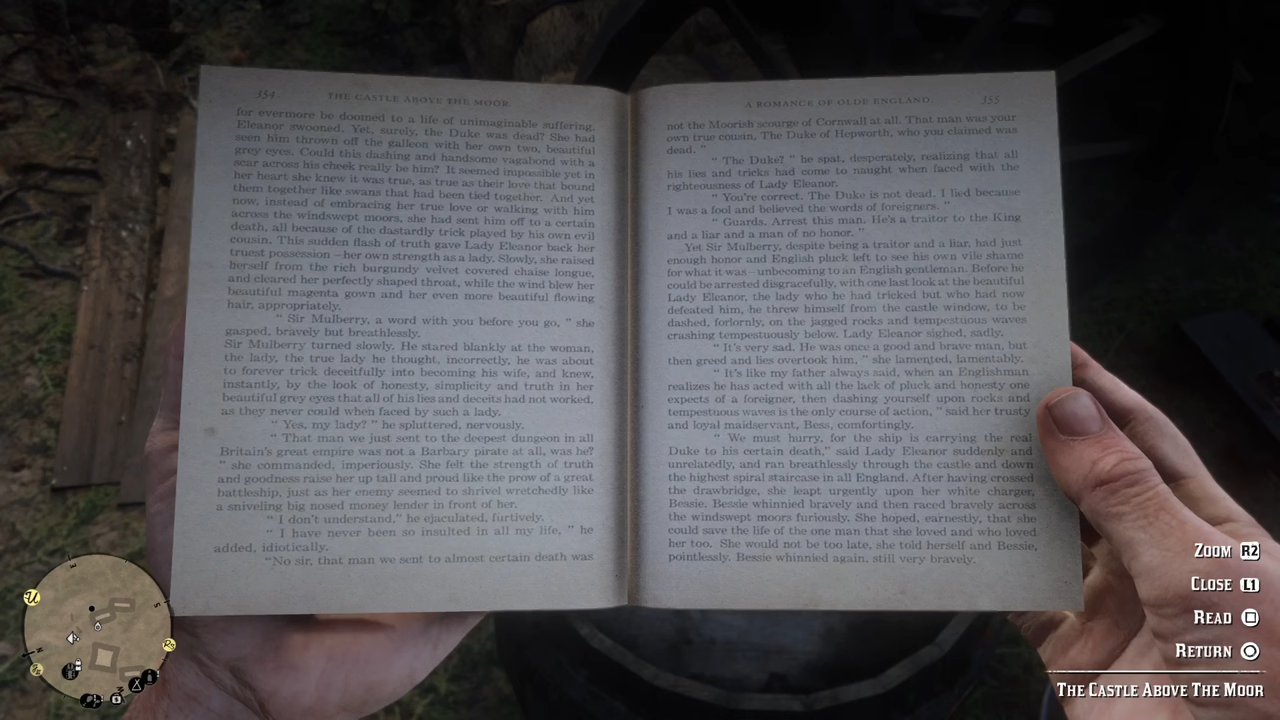 354
THE CASTLE ABOVE THE MOOR
for evermore be doomed to a life of unimaginable suffering.
Eleanor swooned. Yet, surely, the Duke was dead? She had
seen him thrown off the galleon with her own two, beautiful
grey eyes. Could this dashing and handsome vagabond with a
scar across his cheek really be him? It seemed impossible yet in
her heart she knew it was true, as true as their love that bound
them together like swans that had been tied together. And yet
now, instead of embracing her true love or walking with him
across the windswept moors, she had sent him off to a certain
death, all because of the dastardly trick played by his own evil
cousin. This sudden flash of truth gave Lady Eleanor back her
truest possession – her own strength as a lady. Slowly, she raised
herself from the rich burgundy velvet covered chaise longue,
and cleared her perfectly shaped throat, while the wind blew her
beautiful magenta gown and her even more beautiful flowing
hair, appropriately.
" Sir Mulberry, a word with you before you go, " she
gasped, bravely but breathlessly.
Sir Mulberry turned slowly. He stared blankly at the woman,
the lady, the true lady he thought, incorrectly, he was about
to forever trick deceitfully into becoming his wife, and knew,
instantly, by the look of honesty, simplicity and truth in her
beautiful grey eyes that all of his lies and deceits had not worked,
as they never could when faced by such a lady.
" Yes, my lady? " he spluttered, nervously.
" That man we just sent to the deepest dungeon in all
Britain's great empire was not a Barbary pirate at all, was he?
" she commanded, imperiously. She felt the strength of truth
and goodness raise her up tall and proud like the prow of a great
battleship, just as her enemy seemed to shrivel wretchedly like
a sniveling big nosed money lender in front of her.
" I don't understand," he ejaculated, furtively.
" I have never been so insulted in all my life, " he
added, idiotically.
"No sir, that man we sent to almost certain death was
A ROMANCE OF OLDE ENGLAND.
355
not the Moorish scourge of Cornwall at all. That man was your
own true cousin. The Duke of Hepworth, who you claimed was
dead. "
" The Duke? " he spat, desperately, realizing that all
his lies and tricks had come to naught when faced with the
righteousness of Lady Eleanor.
" You're correct. The Duke is not dead. I lied because
I was a fool and believed the words of foreigners. "
" Guards. Arrest this man. He's a traitor to the King
and a liar and a man of no honor. "
Yet Sir Mulberry, despite being a traitor and a liar, had just
enough honor and English pluck left to see his own vile shame
for what it was – unbecoming to an English gentleman. Before he
could be arrested disgracefully, with one last look at the beautiful
Lady Eleanor, the lady who he had tricked but who had now
defeated him, he threw himself from the castle window, to be
dashed, forlornly, on the jagged rocks and tempestuous waves
crashing tempestuously below. Lady Eleanor sighed, sadly.
" It's very sad. He was once a good and brave man, but
then greed and lies overtook him, " she lamented, lamentably.
" It's like my father always said, when an Englishman
realizes he has acted with all the lack of pluck and honesty one
expects of a foreigner, then dashing yourself upon rocks and
tempestuous waves is the only course of action, " said her trusty
and loyal maidservant, Bess, comfortingly.
" We must hurry, for the ship is carrying the real
Duke to his certain death," said Lady Eleanor suddenly and
unrelatedly, and ran breathlessly through the castle and down
the highest spiral staircase in all England. After having crossed
the drawbridge, she leapt urgently upon her white charger,
Bessie. Bessie whinnied bravely and then raced bravely across
the windswept moors furiously. She hoped, earnestly, that she
could save the life of the one man that she loved and who loved
her too. She would not be too late, she told herself and Bessie,
pointlessly. Bessie whinnied again, still very bravely.
ZOOM R2
CLOSE L1
READ
RETURN
THE CASTLE ABOVE THE MOOR